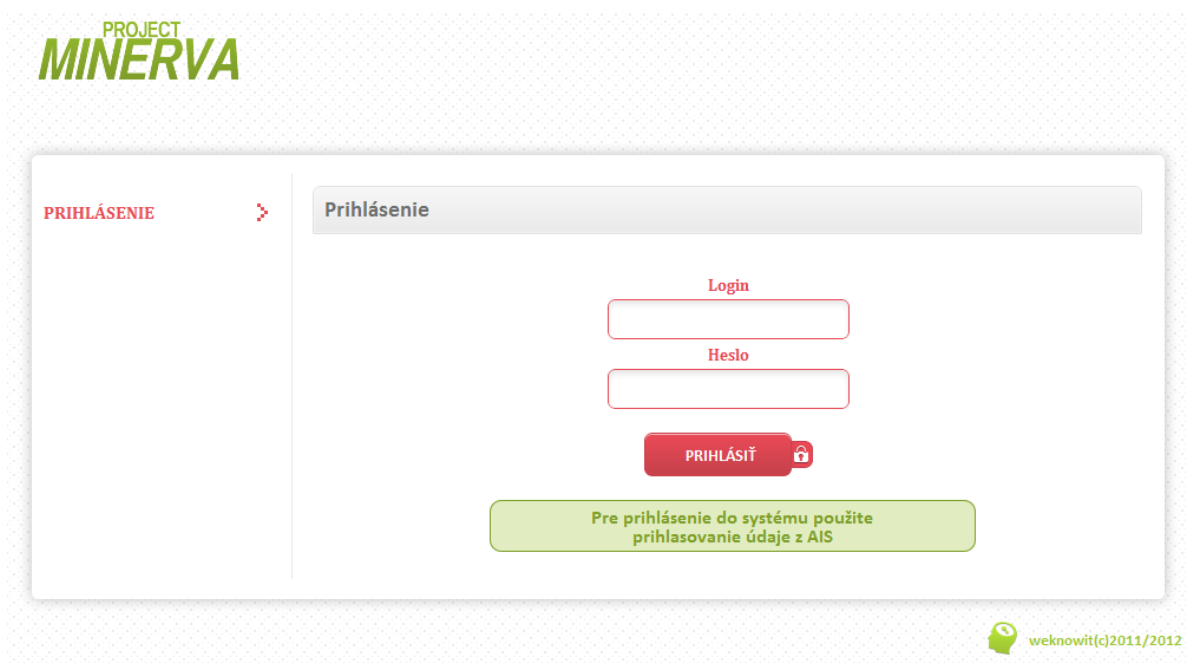 PROJECT
MINERVA
PRIHLÁSENIE
Prihlásenie
Login
Heslo
PRIHLÁSIŤ
Pre prihlásenie do systému použite
prihlasovanie údaje z AIS
weknowit(c)2011/2012